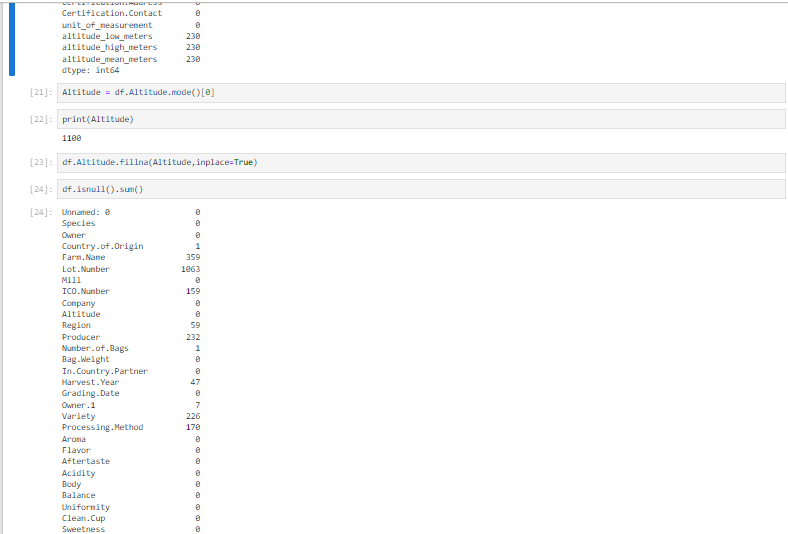 Certification.Address 0
Certification.Contact 0
unit_of_measurement 0
altitude_low_meters 230
altitude_high_meters 230
altitude_mean_meters 230
dtype: int64
[21]: Altitude = df.Altitude.mode()[0]
[22]: print(Altitude)
1100
[23]: df.Altitude.fillna(Altitude,inplace=True)
[24]: df.isnull().sum()
[24]: Unnamed: 0 0
Species 0
Owner 0
Country.of.Origin 1
Farm.Name 359
Lot.Number 1063
Mill 0
ICO.Number 159
Company 0
Altitude 0
Region 59
Producer 232
Number.of.Bags 1
Bag.Weight 0
In.Country.Partner 0
Harvest.Year 47
Grading.Date 0
Owner.1 7
Variety 226
Processing.Method 170
Aroma 0
Flavor 0
Aftertaste 0
Acidity 0
Body 0
Balance 0
Uniformity 0
Clean.Cup 0
Sweetness 0